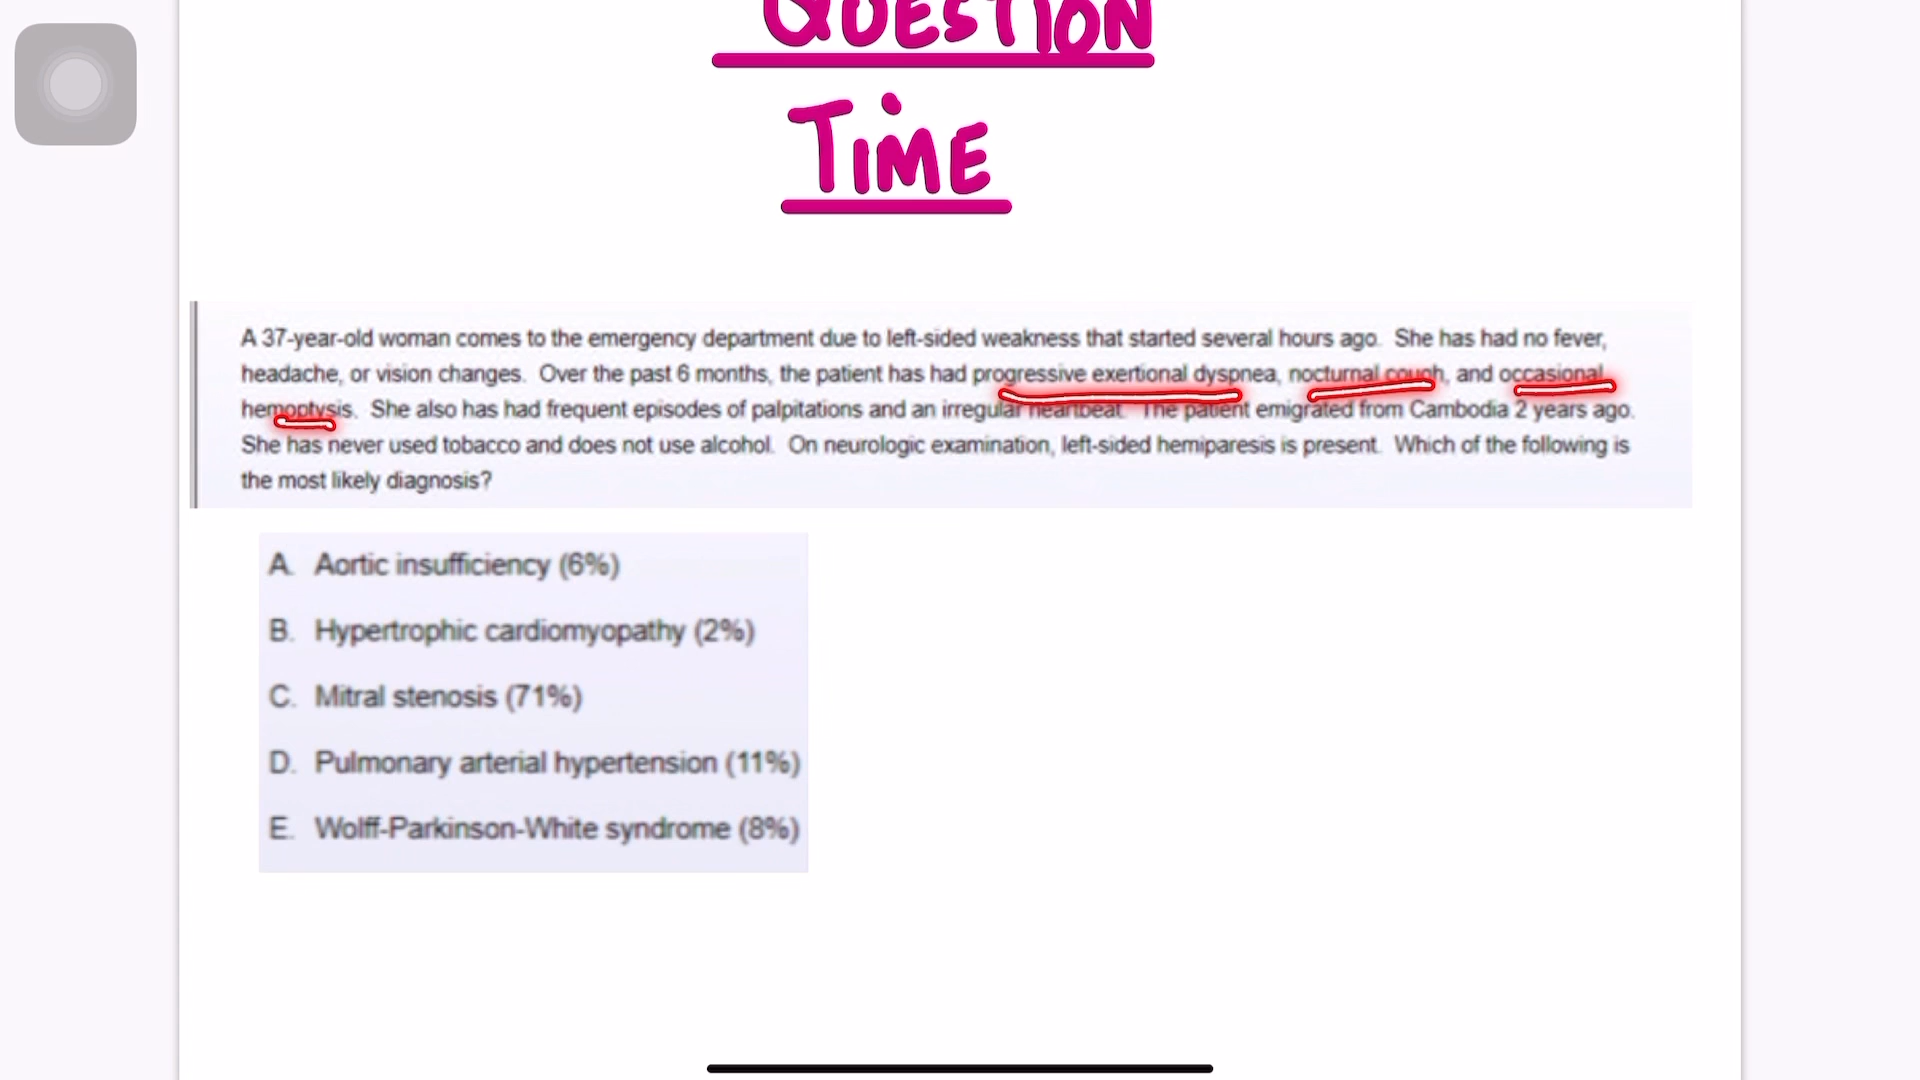 QUESTION
TIME
A 37-year-old woman comes to the emergency department due to left-sided weakness that started several hours ago. She has had no fever,
headache, or vision changes. Over the past 6 months, the patient has had progressive exertional dyspnea, nocturnal cough, and occasional
hemoptysis. She also has had frequent episodes of palpitations and an irregular heartbeat. The patient emigrated from Cambodia 2 years ago.
She has never used tobacco and does not use alcohol. On neurologic examination, left-sided hemiparesis is present. Which of the following is
the most likely diagnosis?
A. Aortic insufficiency (6%)
B. Hypertrophic cardiomyopathy (2%)
C. Mitral stenosis (71%)
D. Pulmonary arterial hypertension (11%)
E. Wolff-Parkinson-White syndrome (8%)